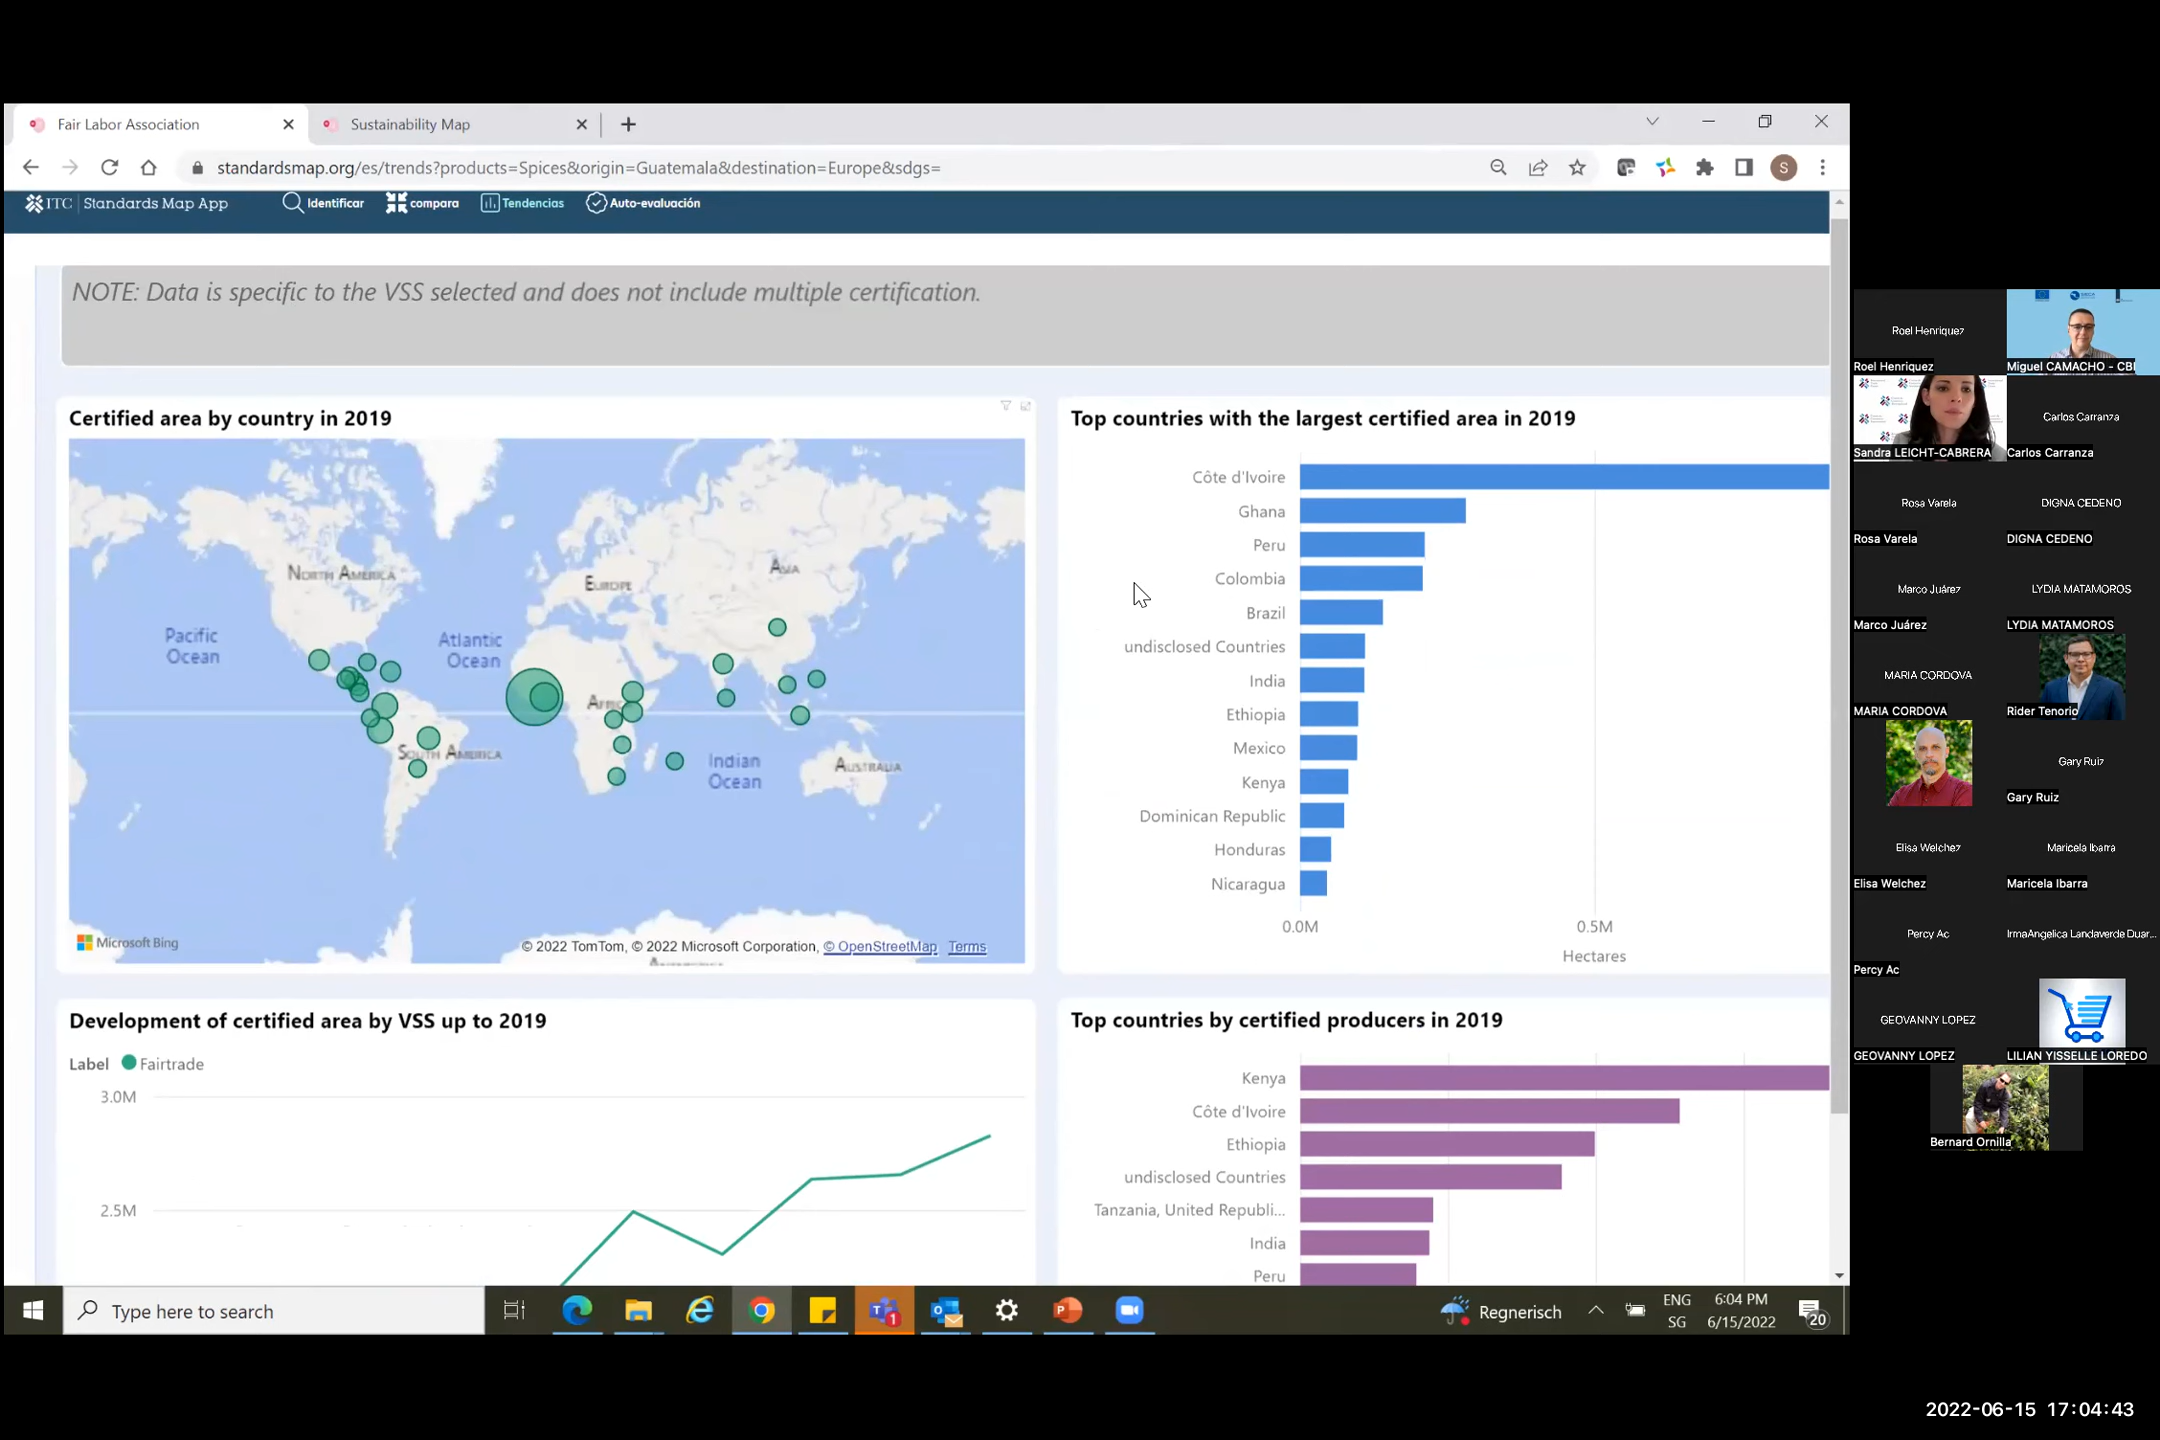 Fair Labor Association
Sustainability Map
standardsmap.org/es/trends?products=Spices&origin=Guatemala&destination=Europe&sdgs=
S
ITC | Standards Map App
Identificar
compara
Tendencias
Auto-evaluación
NOTE: Data is specific to the VSS selected and does not include multiple certification.
Certified area by country in 2019
NORTH AMERICA
EUROPE
ASIA
Pacific
Ocean
Atlantic
Ocean
SOUTH AMERICA
Indian
Ocean
AUSTRALIA
Microsoft Bing
© 2022 TomTom, © 2022 Microsoft Corporation, © OpenStreetMap Terms
Top countries with the largest certified area in 2019
Côte d'Ivoire
Ghana
Peru
Colombia
Brazil
undisclosed Countries
India
Ethiopia
Mexico
Kenya
Dominican Republic
Honduras
Nicaragua
0.0M
0.5M
Hectares
Development of certified area by VSS up to 2019
Label Fairtrade
3.0M
2.5M
Top countries by certified producers in 2019
Kenya
Côte d'Ivoire
Ethiopia
undisclosed Countries
Tanzania, United Republi...
India
Peru
Type here to search
1
Regnerisch
ENG
SG
6:04 PM
6/15/2022
20
Roel Henriquez
Roel Henriquez
Miguel CAMACHO - CBI
Sandra LEICHT-CABRERA
Carlos Carranza
Carlos Carranza
Rosa Varela
Rosa Varela
DIGNA CEDENO
DIGNA CEDENO
Marco Juárez
Marco Juárez
LYDIA MATAMOROS
LYDIA MATAMOROS
MARIA CORDOVA
MARIA CORDOVA
Rider Tenorio
Gary Ruiz
Gary Ruiz
Elisa Welchez
Elisa Welchez
Maricela Ibarra
Maricela Ibarra
Percy Ac
Percy Ac
IrmaAngelica Landaverde Duar...
GEOVANNY LOPEZ
GEOVANNY LOPEZ
LILIAN YISSELLE LOREDO
Bernard Ornilla
2022-06-15 17:04:43